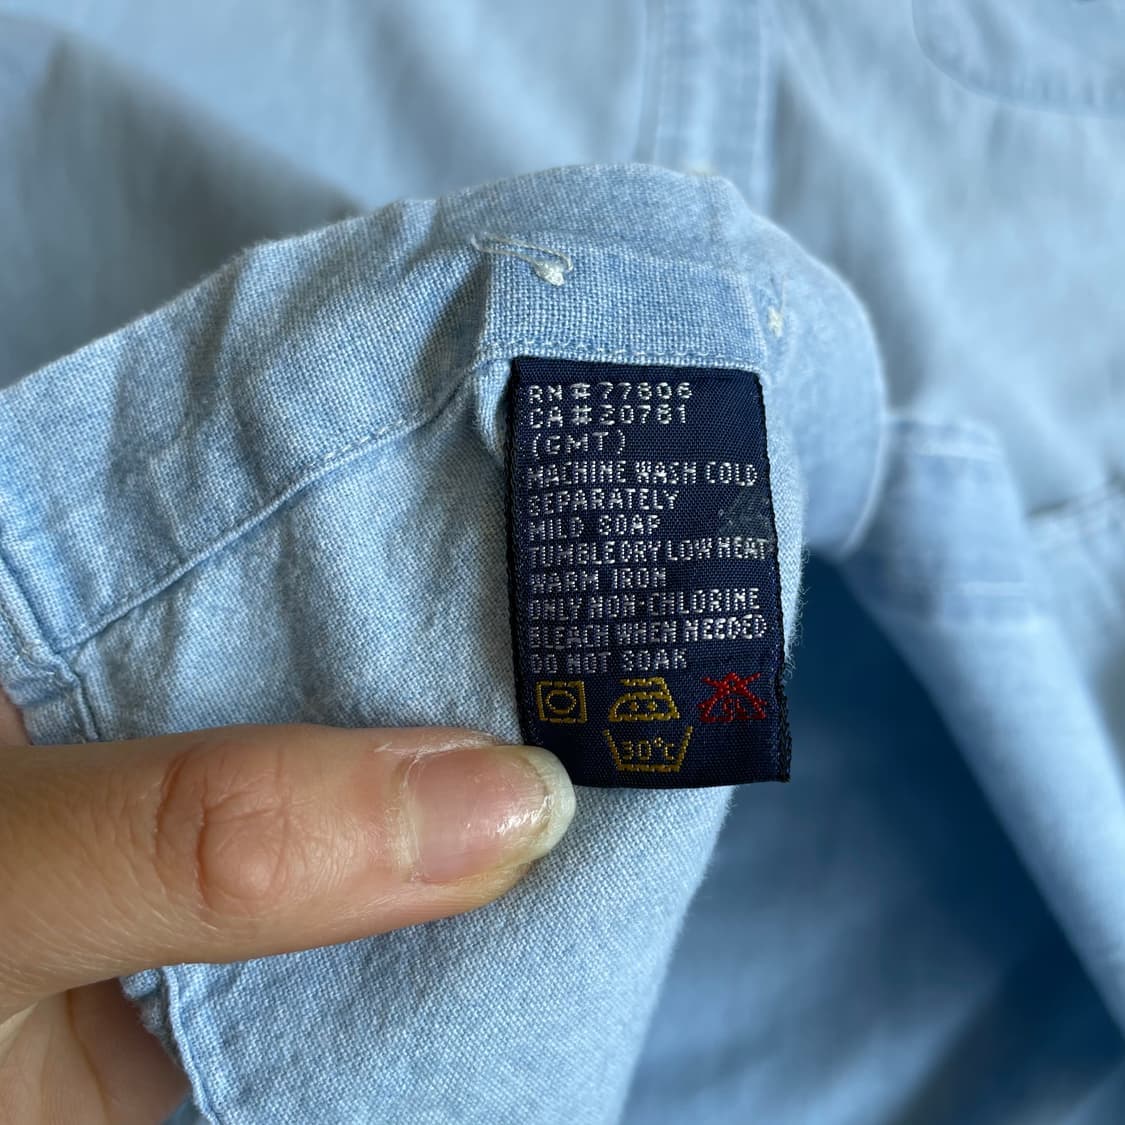 RN#77806
CA#20781
(GMT)
MACHINE WASH COLD
SEPARATELY
MILD SOAP
TUMBLE DRY LOW HEAT
WARM IRON
ONLY NON-CHLORINE
BLEACH WHEN NEEDED
DO NOT SOAK
30°C